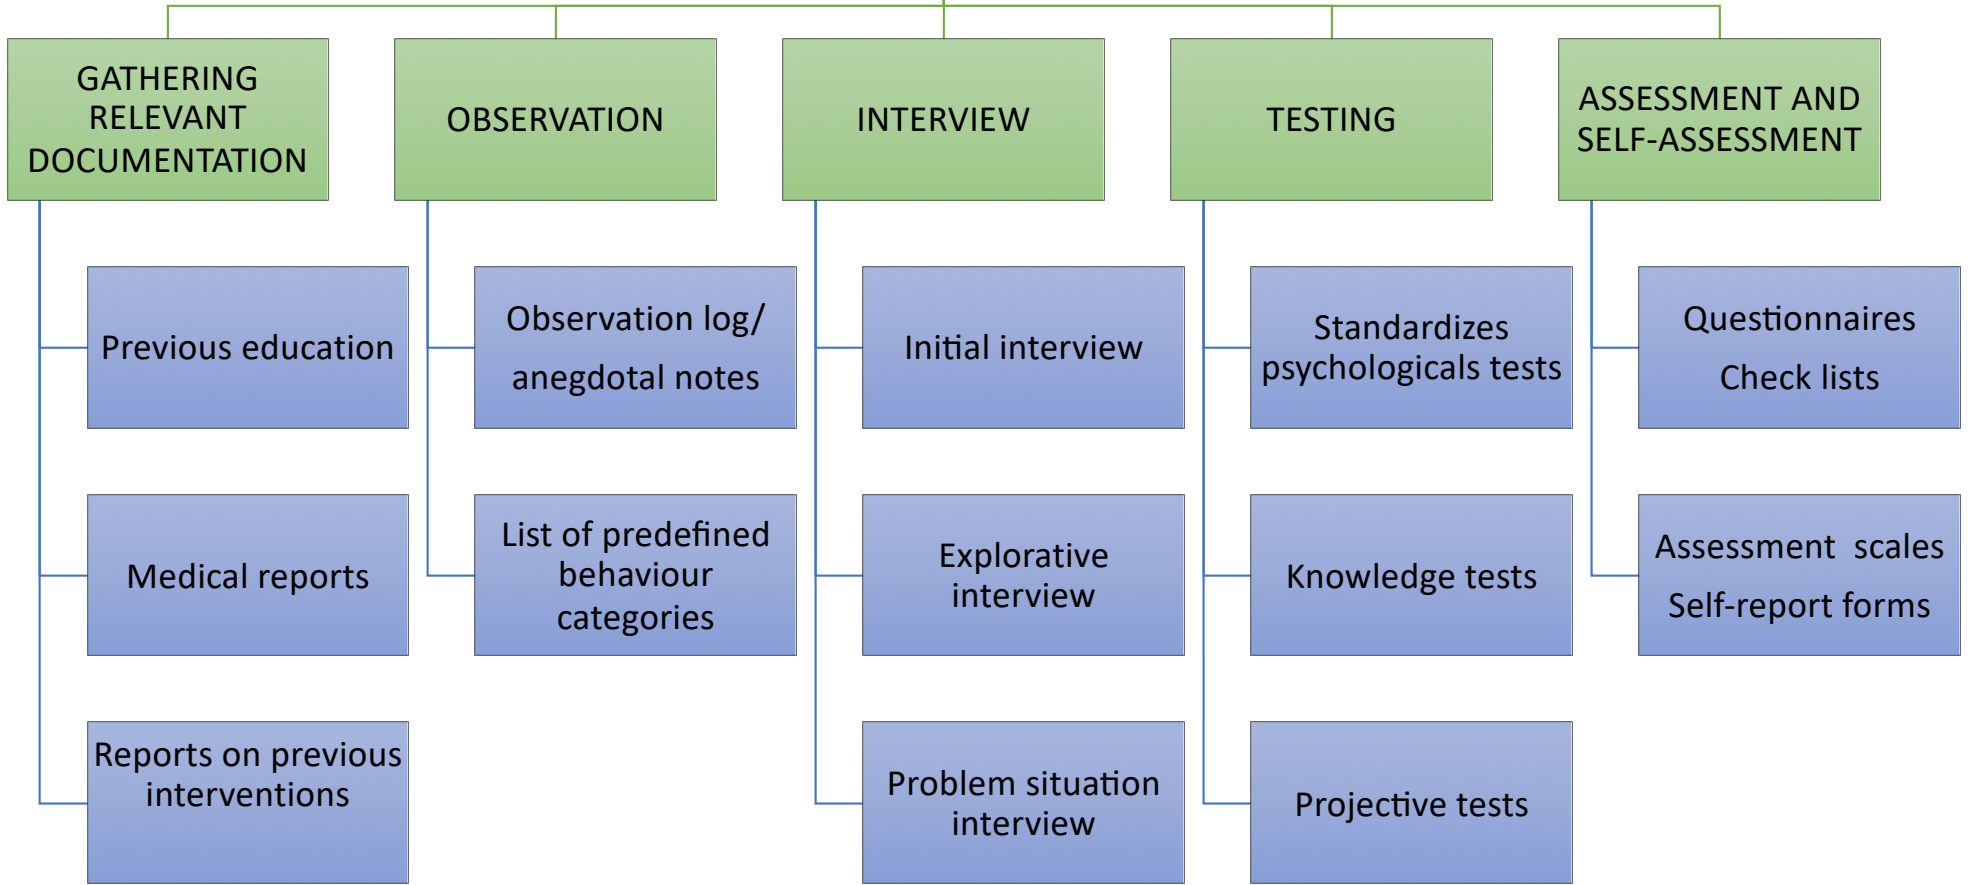 GATHERING
RELEVANT
DOCUMENTATION
Previous education
Medical reports
Reports on previous
interventions
OBSERVATION
Observation log/
anegdotal notes
List of predefined
behaviour
categories
INTERVIEW
Initial interview
Explorative
interview
Problem situation
interview
TESTING
Standardizes
psychologicals tests
Knowledge tests
Projective tests
ASSESSMENT AND
SELF-ASSESSMENT
Questionnaires
Check lists
Assessment  scales
Self-report forms